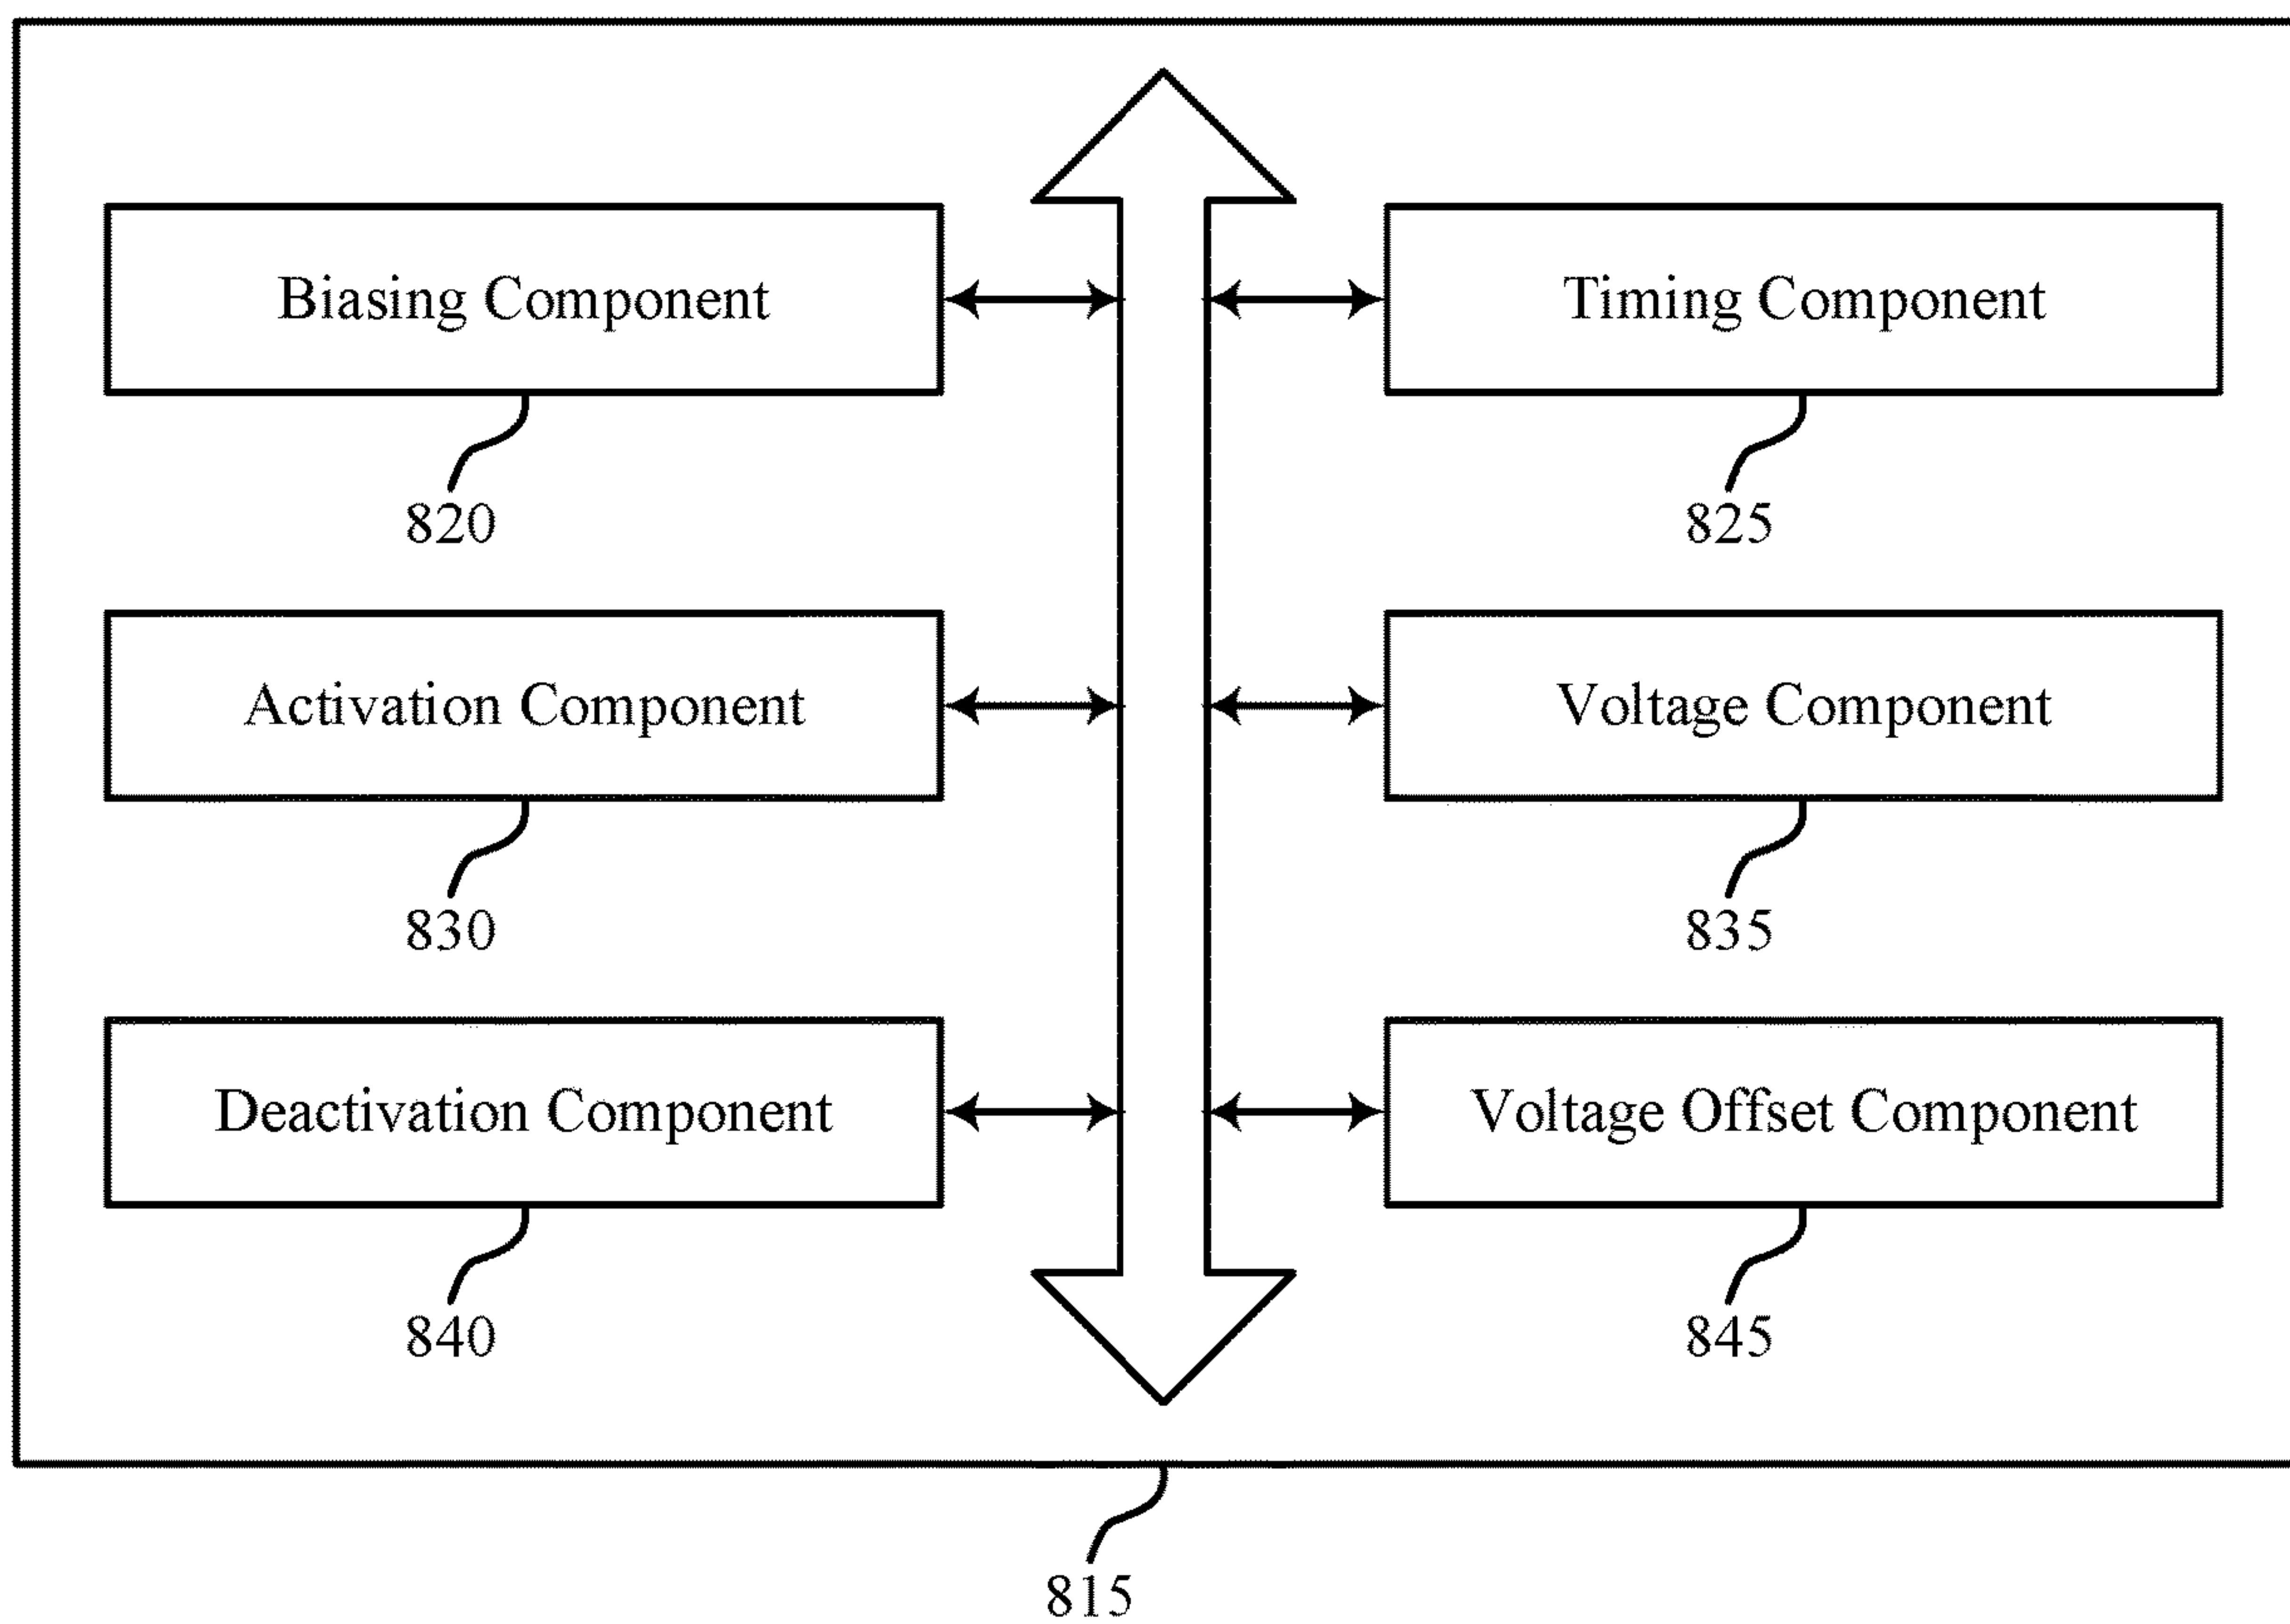 Biasing Component
Timing Component
820
825
Activation Component
Voltage Component
830
835
Deactivation Component
Voltage Offset Component
840
845
815